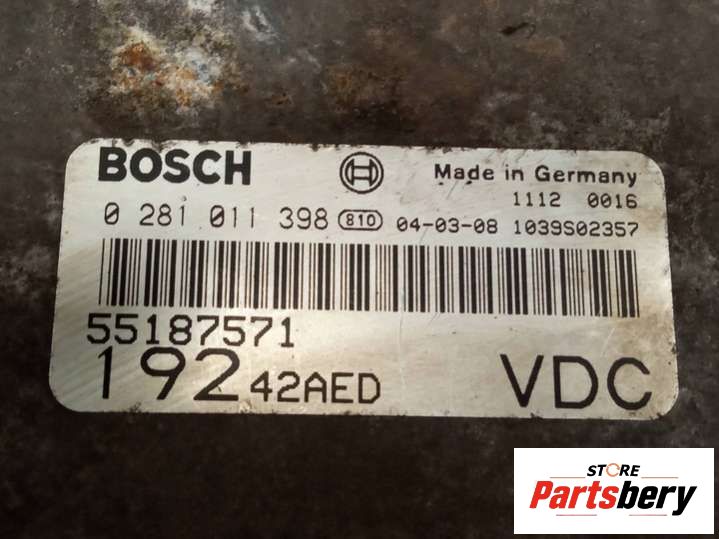 BOSCH Made in Germany
1112 0016
0 281 011 398 810 04-03-08 1039S02357
55187571
192 42AED VDC
STORE
Partsbery